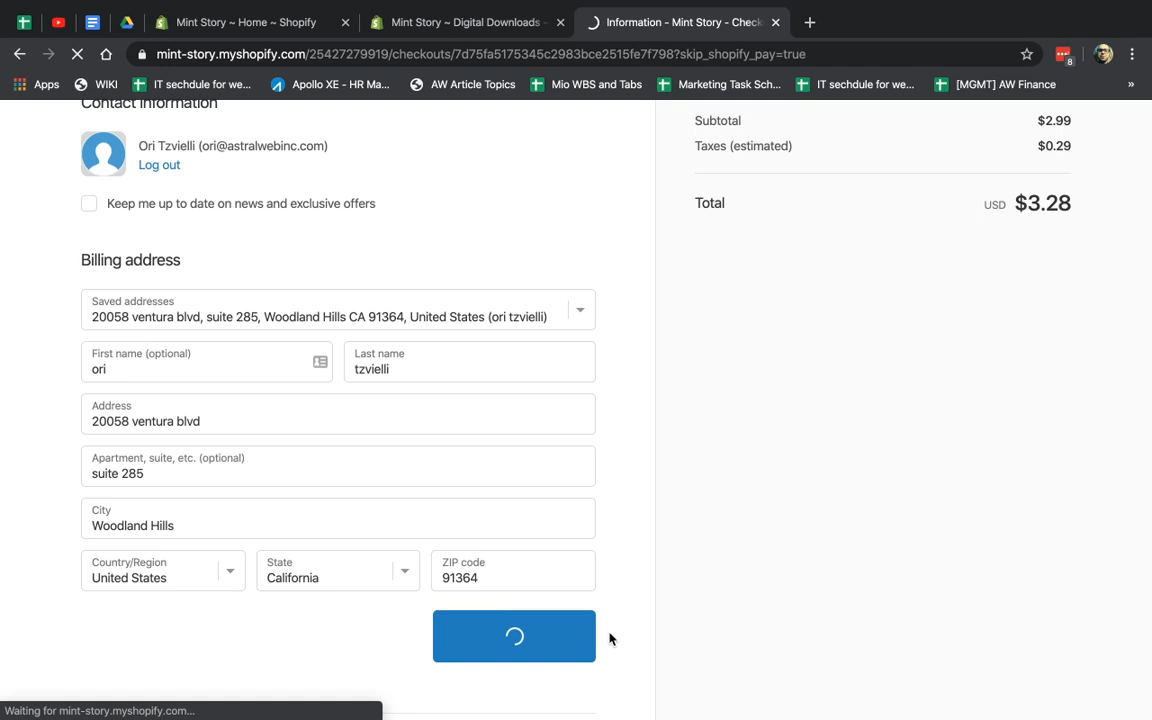 Mint Story ~ Home ~ Shopify
Mint Story ~ Digital Downloads ~
Information - Mint Story - Check
mint-story.myshopify.com/25427279919/checkouts/7d75fa5175345c2983bce2515fe7f798?skip_shopify_pay=true
8
Apps WIKI IT sechdule for we... Apollo XE - HR Ma... AW Article Topics Mio WBS and Tabs Marketing Task Sch... IT sechdule for we... [MGMT] AW Finance »
Contact information
Ori Tzvielli (ori@astralwebinc.com)
Log out
Keep me up to date on news and exclusive offers
Billing address
Saved addresses
20058 ventura blvd, suite 285, Woodland Hills CA 91364, United States (ori tzvielli)
First name (optional)
ori
Last name
tzvielli
Address
20058 ventura blvd
Apartment, suite, etc. (optional)
suite 285
City
Woodland Hills
Country/Region
United States
State
California
ZIP code
91364
Subtotal $2.99
Taxes (estimated) $0.29
Total USD $3.28
Waiting for mint-story.myshopify.com...